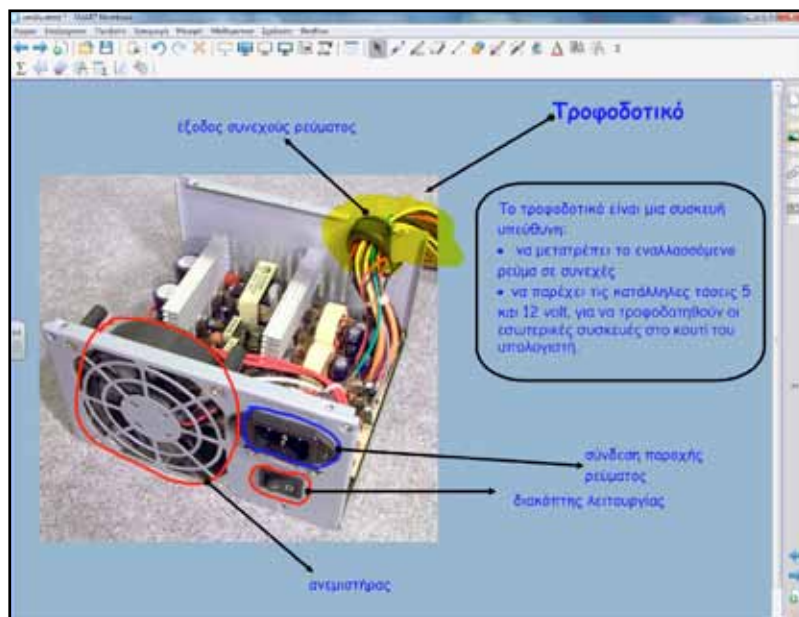 SMART Notebook
Τροφοδοτικό
έξοδος συνεχούς ρεύματος
Το τροφοδοτικό είναι μια συσκευή
υπεύθυνη:
• να μετατρέπει το εναλλασσόμενο
ρεύμα σε συνεχές
• να παρέχει τις κατάλληλες τάσεις 5
και 12 volt, για να τροφοδοτηθούν οι
εσωτερικές συσκευές στο κουτί του
υπολογιστή.
σύνδεση παροχής
ρεύματος
διακόπτης λειτουργίας
ανεμιστήρας